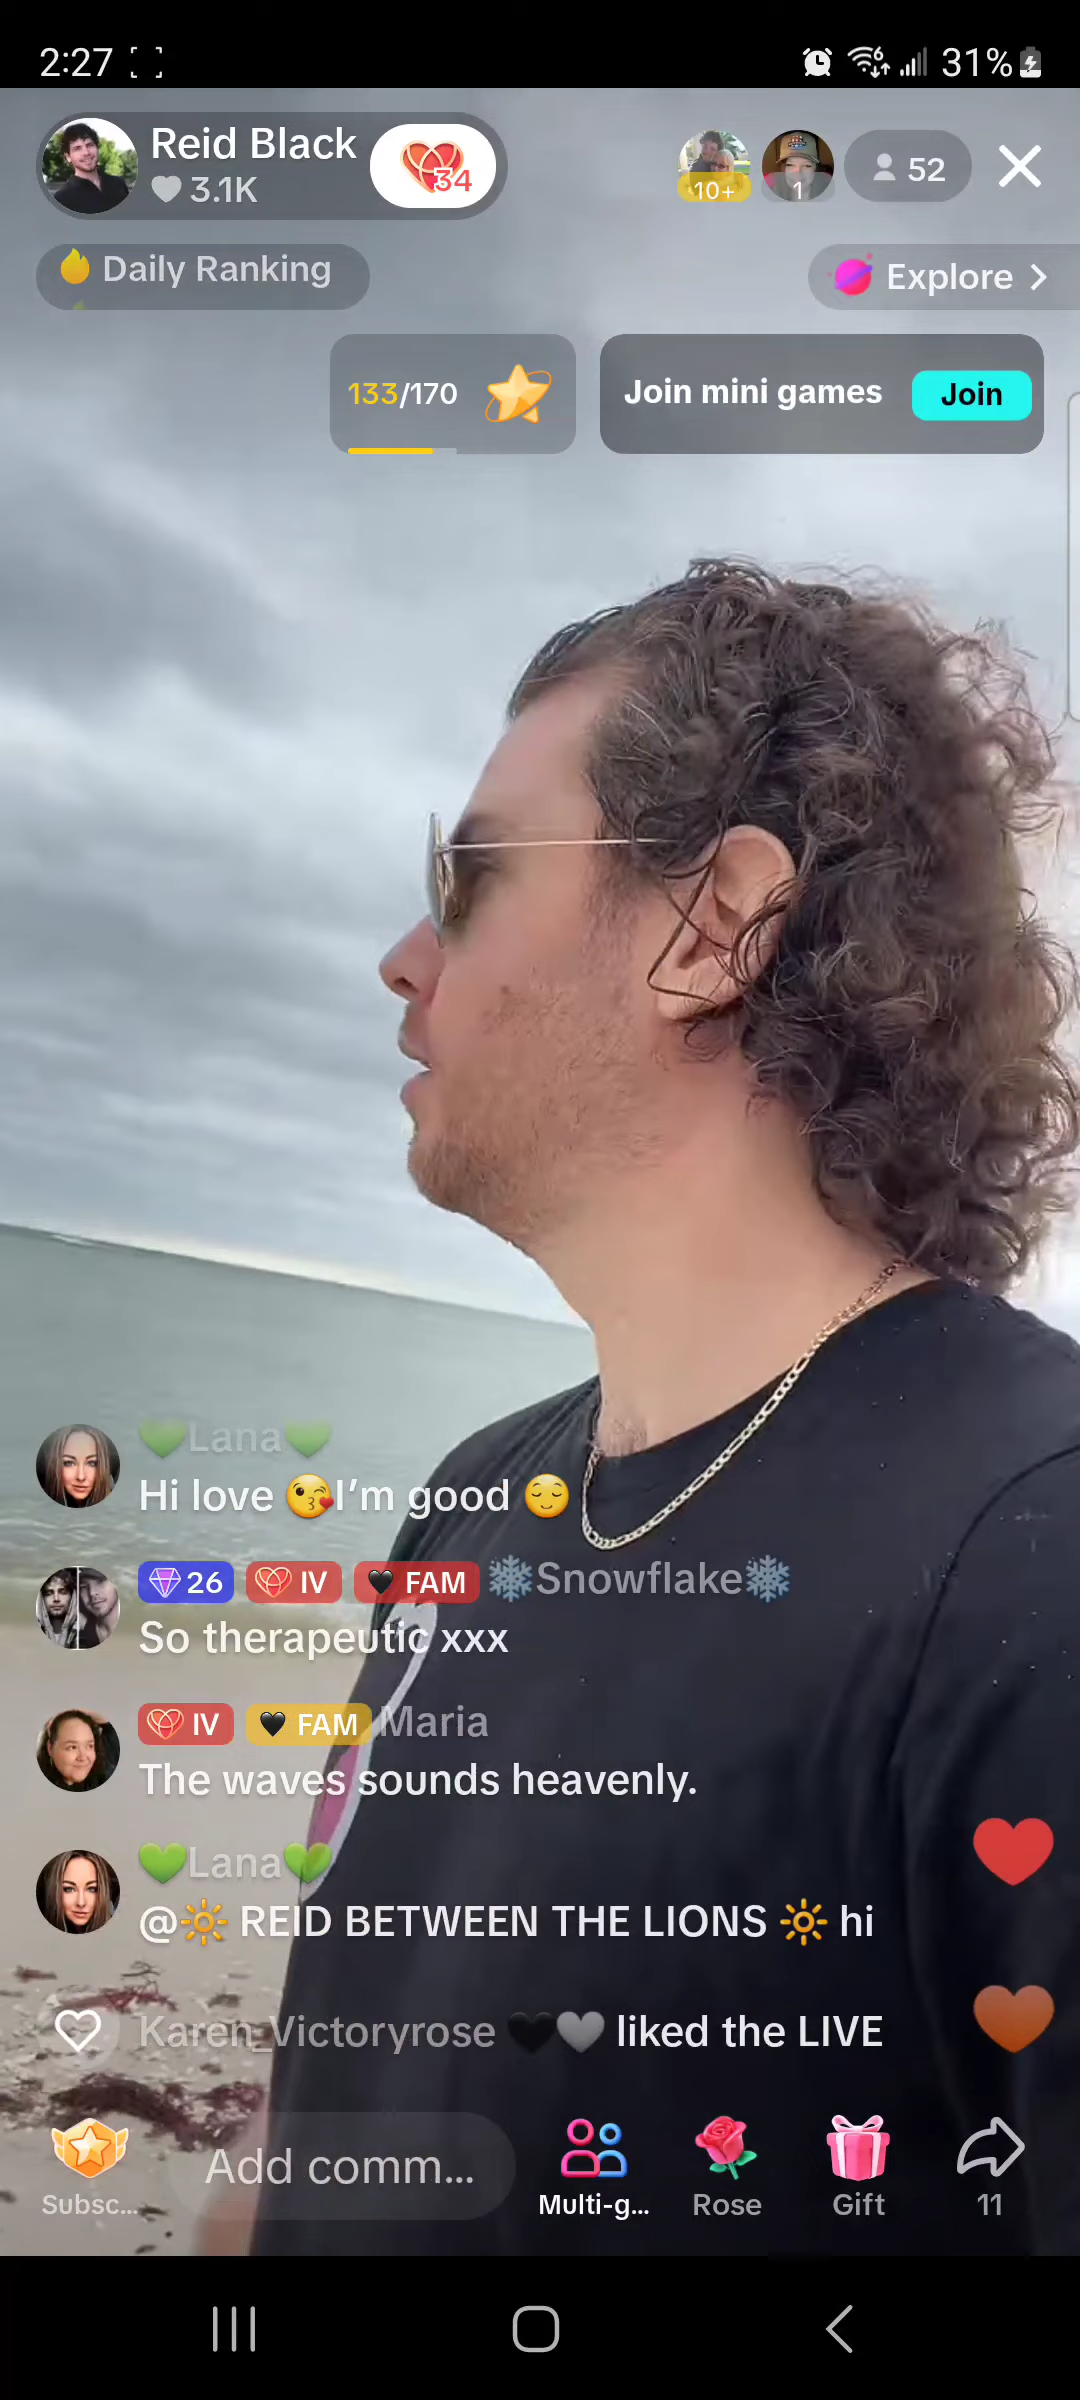 2:27
31%
Reid Black
3.1K
34
10+
1
52
Daily Ranking
Explore
133/170
Join mini games
Join
💚Lana💚
Hi love 😘I'm good 😌
26 IV 🖤 FAM ❄️Snowflake❄️
So therapeutic xxx
IV 🖤 FAM Maria
The waves sounds heavenly.
💚Lana💚
@🔆 REID BETWEEN THE LIONS 🔆 hi
Karen_Victoryrose 🖤🤍 liked the LIVE
Subsc...
Add comm...
Multi-g...
Rose
Gift
11